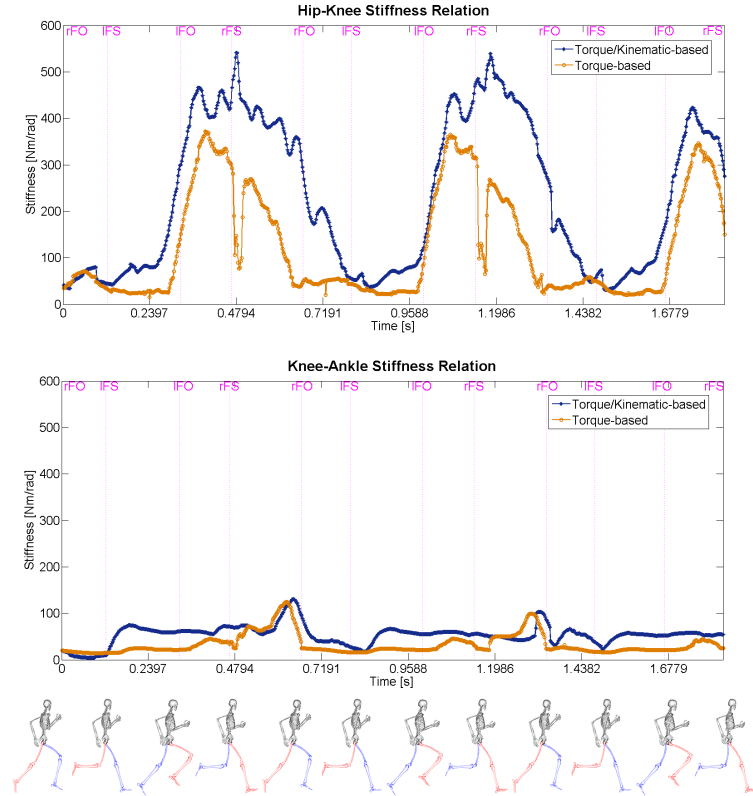 Hip-Knee Stiffness Relation
600
rFO lFS lFO rFS rFO lFS lFO rFS rFO lFS lFO rFS
Torque/Kinematic-based
Torque-based
500
400
300
200
100
0
Stiffness [Nm/rad]
0 0.2397 0.4794 0.7191 0.9588 1.1986 1.4382 1.6779
Time [s]
Knee-Ankle Stiffness Relation
600
rFO lFS lFO rFS rFO lFS lFO rFS rFO lFS lFO rFS
Torque/Kinematic-based
Torque-based
500
400
300
200
100
0
Stiffness [Nm/rad]
0 0.2397 0.4794 0.7191 0.9588 1.1986 1.4382 1.6779
Time [s]